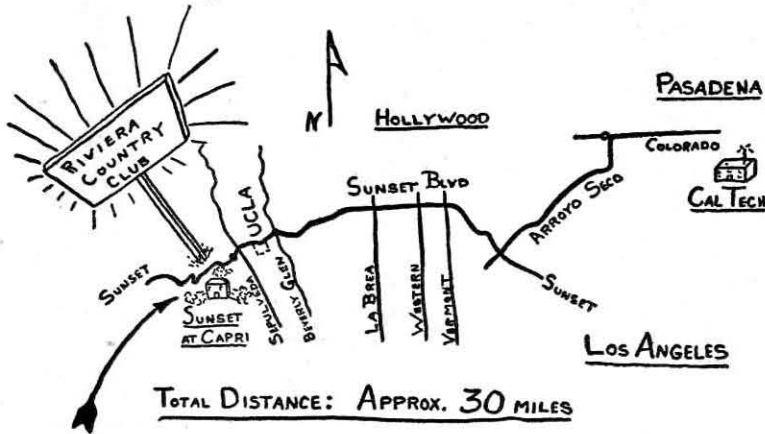 PASADENA
HOLLYWOOD
N
RIVIERA
COUNTRY
CLUB
COLORADO
CAL TECH
ARROYO SECO
SUNSET BLVD
UCLA
SUNSET
SUNSET
AT CAPRI
SEPULVEDA
BEVERLY GLEN
LA BREA
WESTERN
VERMONT
SUNSET
LOS ANGELES
TOTAL DISTANCE: APPROX. 30 MILES